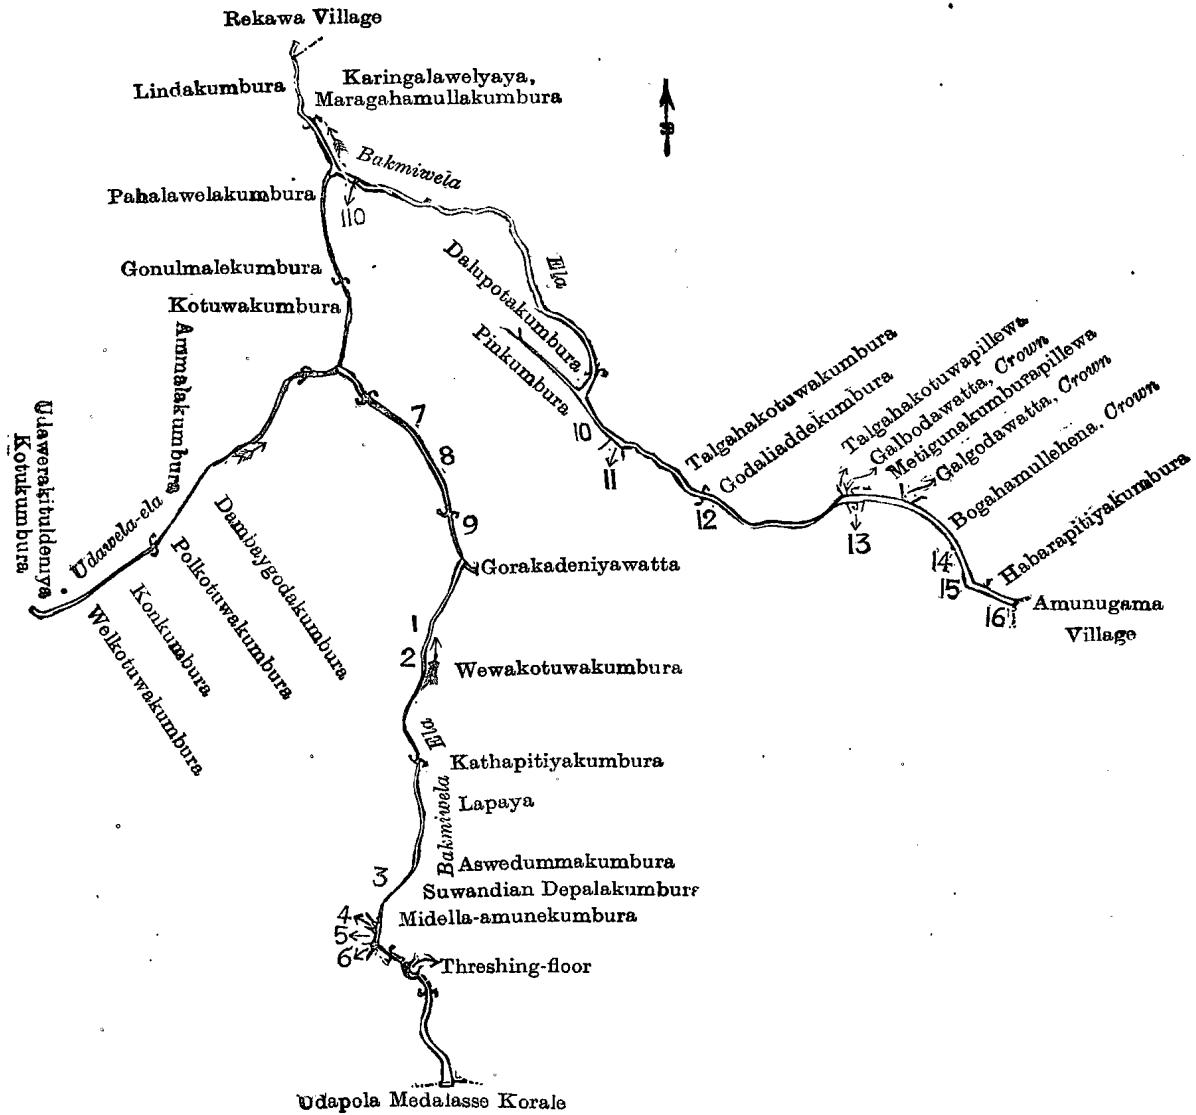 Rekawa Village
Lindakumbura
Karingalawelyaya,
Maragahamullakumbura
Bakmiwela
Pahalawelakumbura
110
Gonulmalekumbura
Ela
Dalupotakumbura
Kotuwakumbura
Pinkumbura
Ammalakumbura
Udawerakituldeniya
Kotukumbura
Udawela-ela
Dambaygodakumbura
Polkotuwakumbura
Konkumbura
Welkotuwakumbura
7
8
9
10
11
Talgahakotuwakumbura
Godaliaddekumbura
12
Talgahakotuwapillewa
Galbodawatta, Crown
Metigunakumburapillewa
Galgodawatta, Crown
Bogahamullehena, Crown
Habarapitiyakumbura
13
14
15
16
Amunugama
Village
Gorakadeniyawatta
1
2
Wewakotuwakumbura
Ela
Kathapitiyakumbura
Bakmiwela
Lapaya
Aswedummakumbura
3
Suwandian Depalakumbura
4
Midella-amunekumbura
5
6
Threshing-floor
Udapola Medalasse Korale